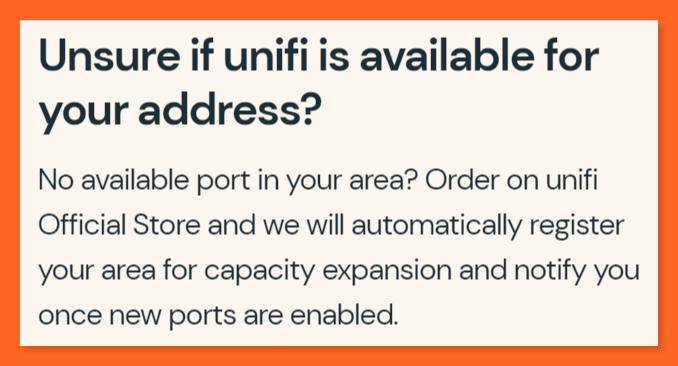 Unsure if unifi is available for
your address?
No available port in your area? Order on unifi
Official Store and we will automatically register
your area for capacity expansion and notify you
once new ports are enabled.